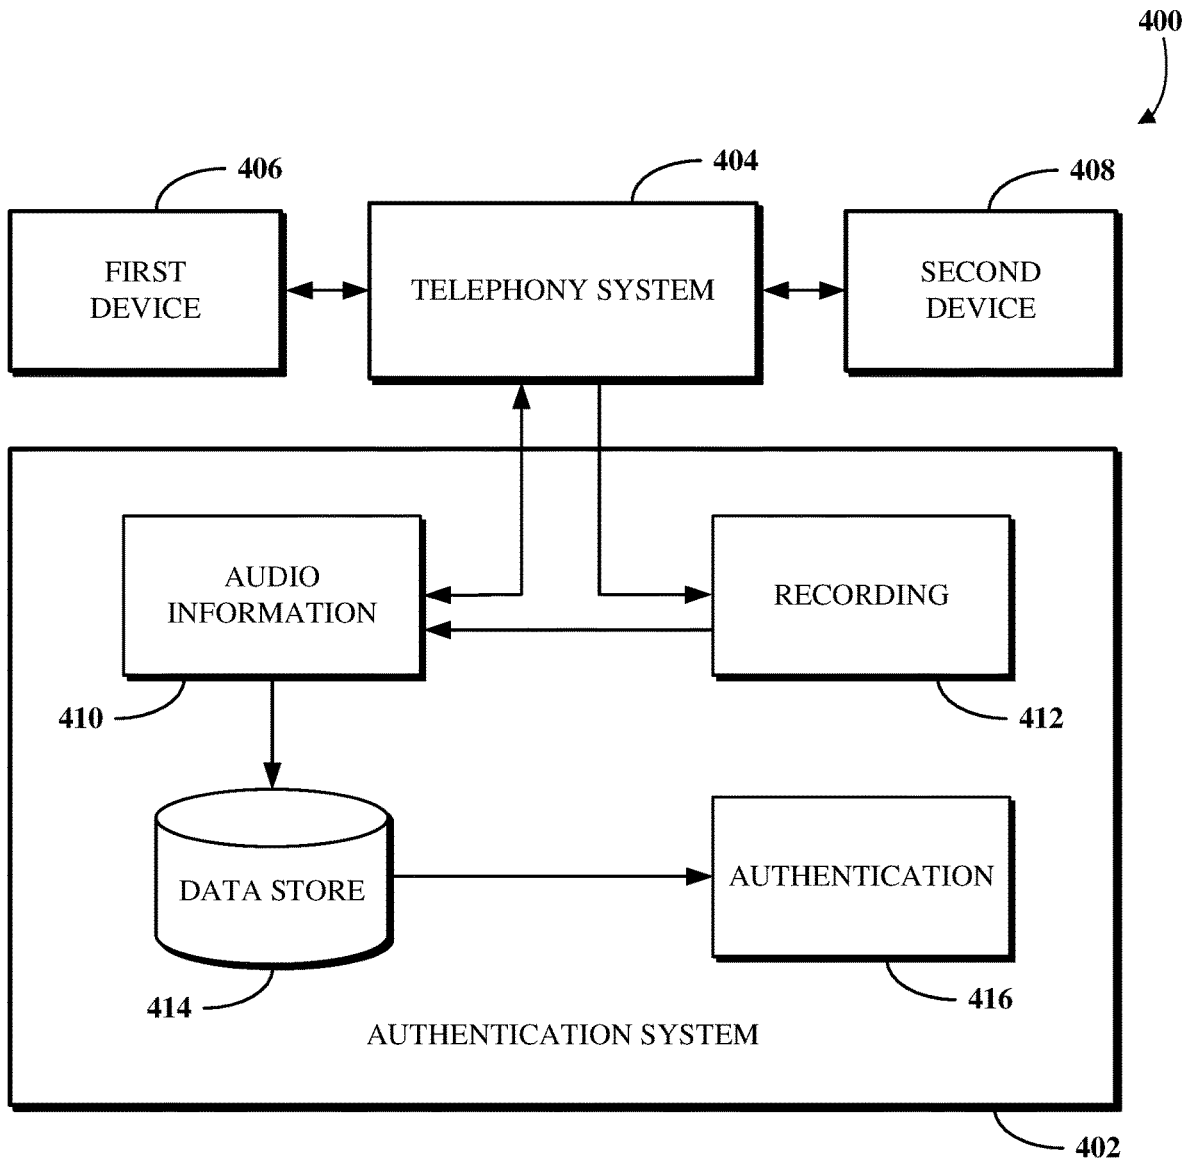 400
406
404
408
FIRST
DEVICE
TELEPHONY SYSTEM
SECOND
DEVICE
AUDIO
INFORMATION
RECORDING
410
412
DATA STORE
AUTHENTICATION
414
416
AUTHENTICATION SYSTEM
402